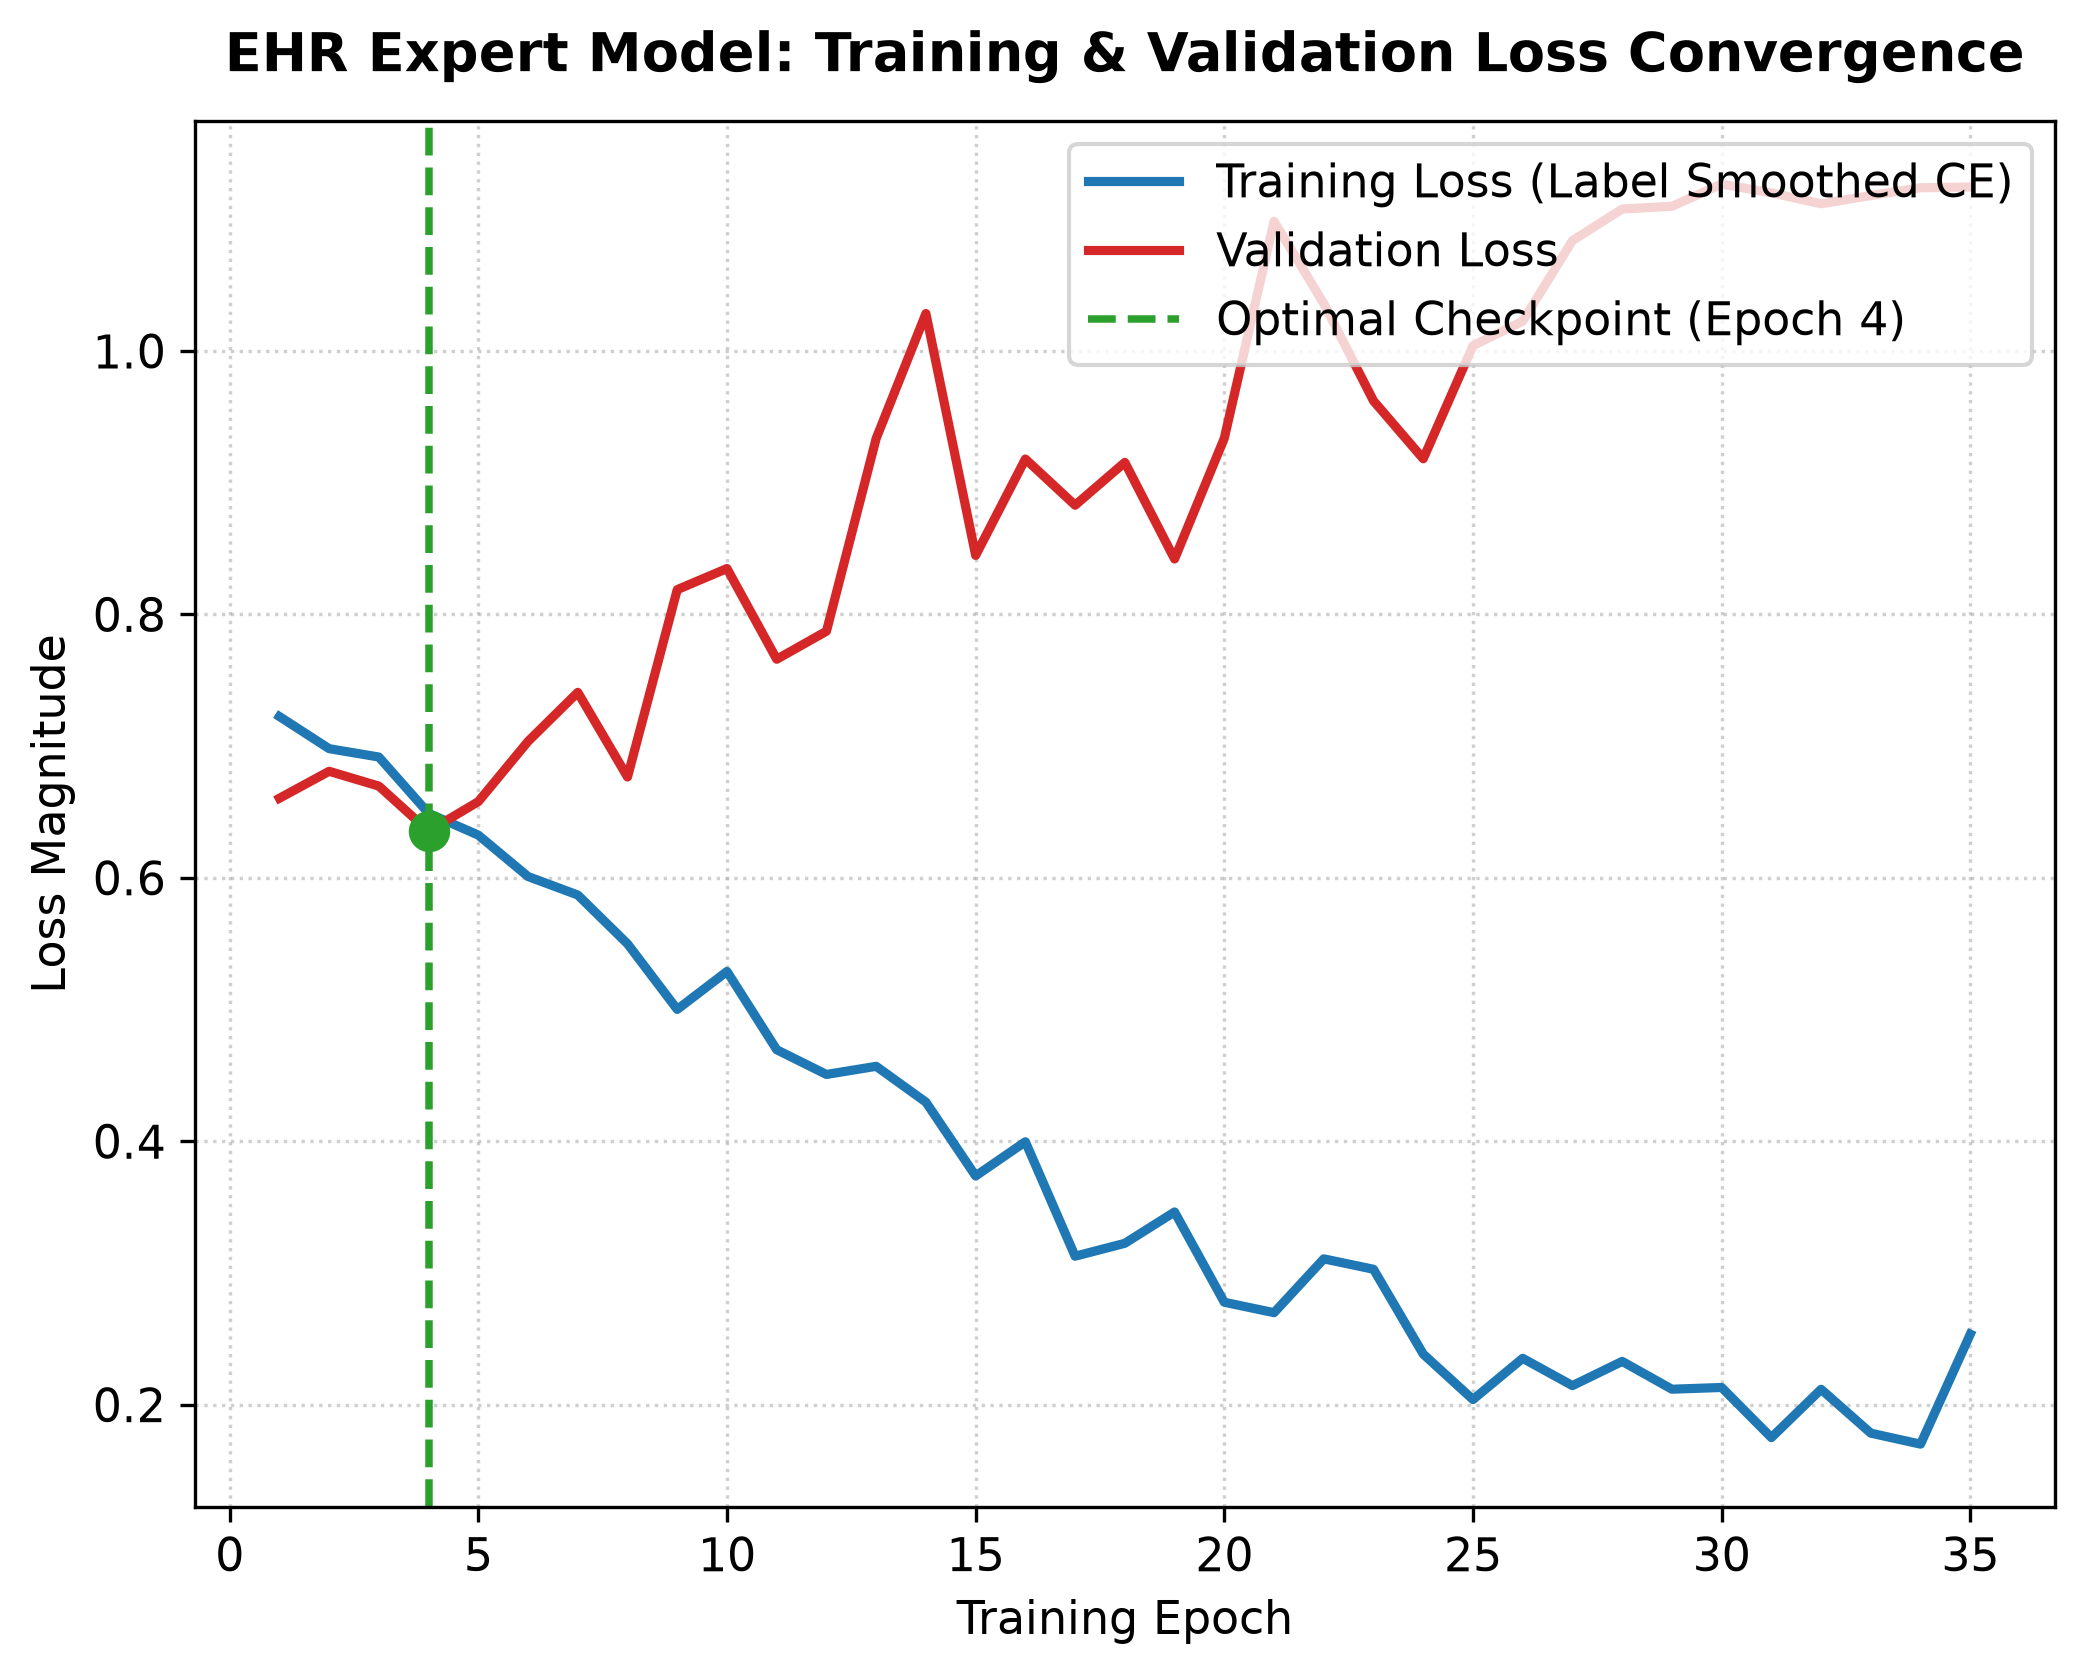 EHR Expert Model: Training & Validation Loss Convergence
Training Loss (Label Smoothed CE)
Validation Loss
Optimal Checkpoint (Epoch 4)
Loss Magnitude
1.0
0.8
0.6
0.4
0.2
0 5 10 15 20 25 30 35
Training Epoch